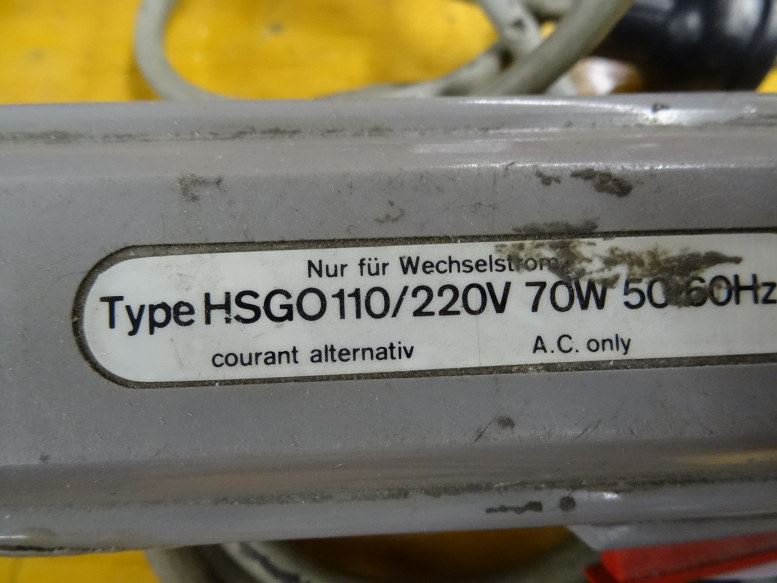 Nur für Wechselstrom
Type HSGO 110/220V 70W 50/60Hz
courant alternativ
A.C. only